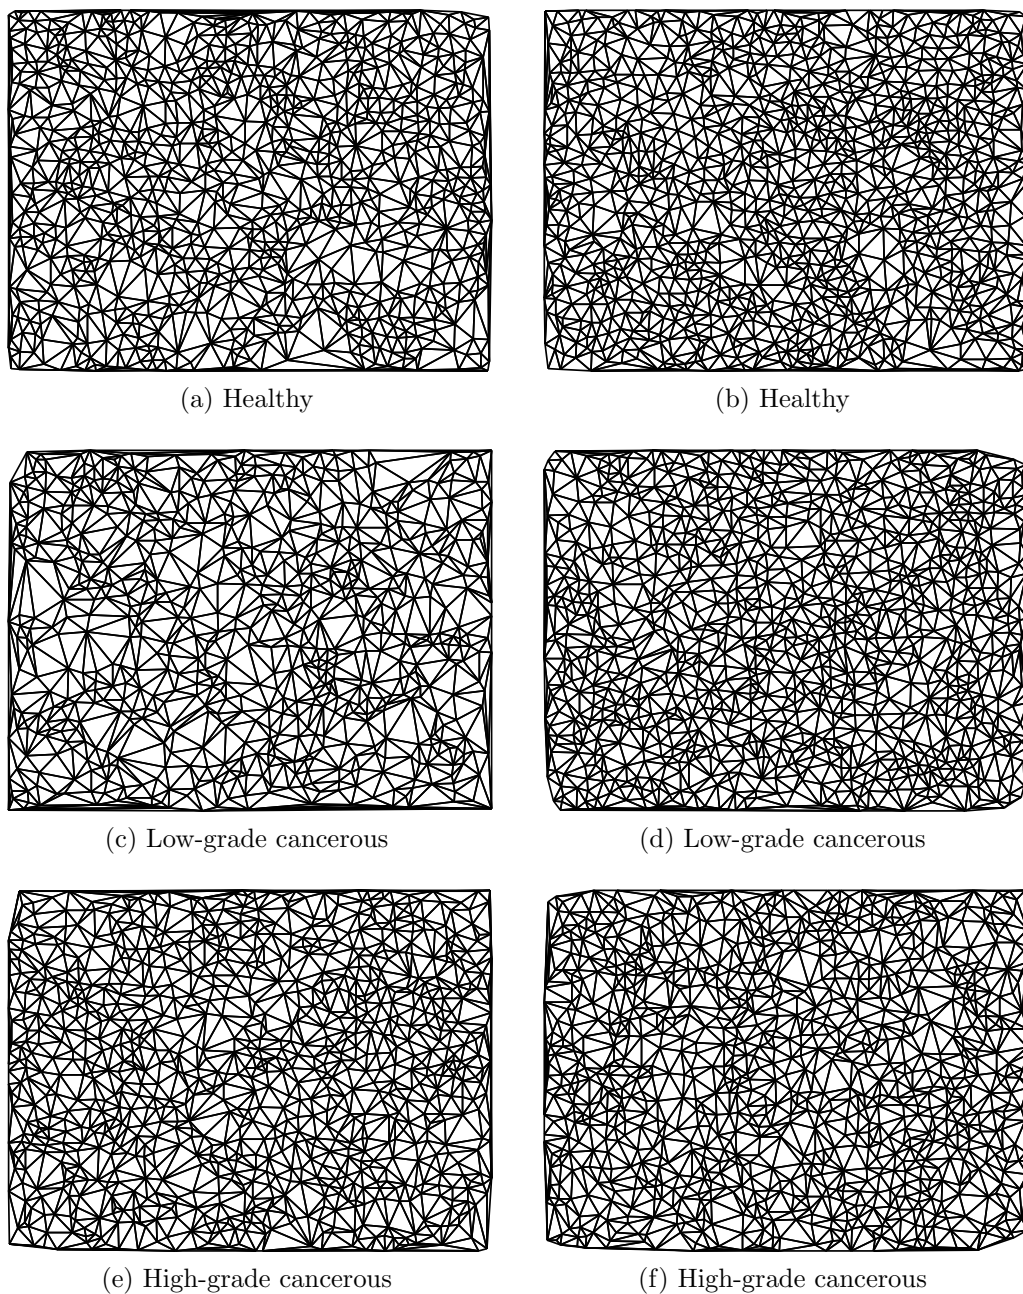 (a) Healthy
(b) Healthy
(c) Low-grade cancerous
(d) Low-grade cancerous
(e) High-grade cancerous
(f) High-grade cancerous